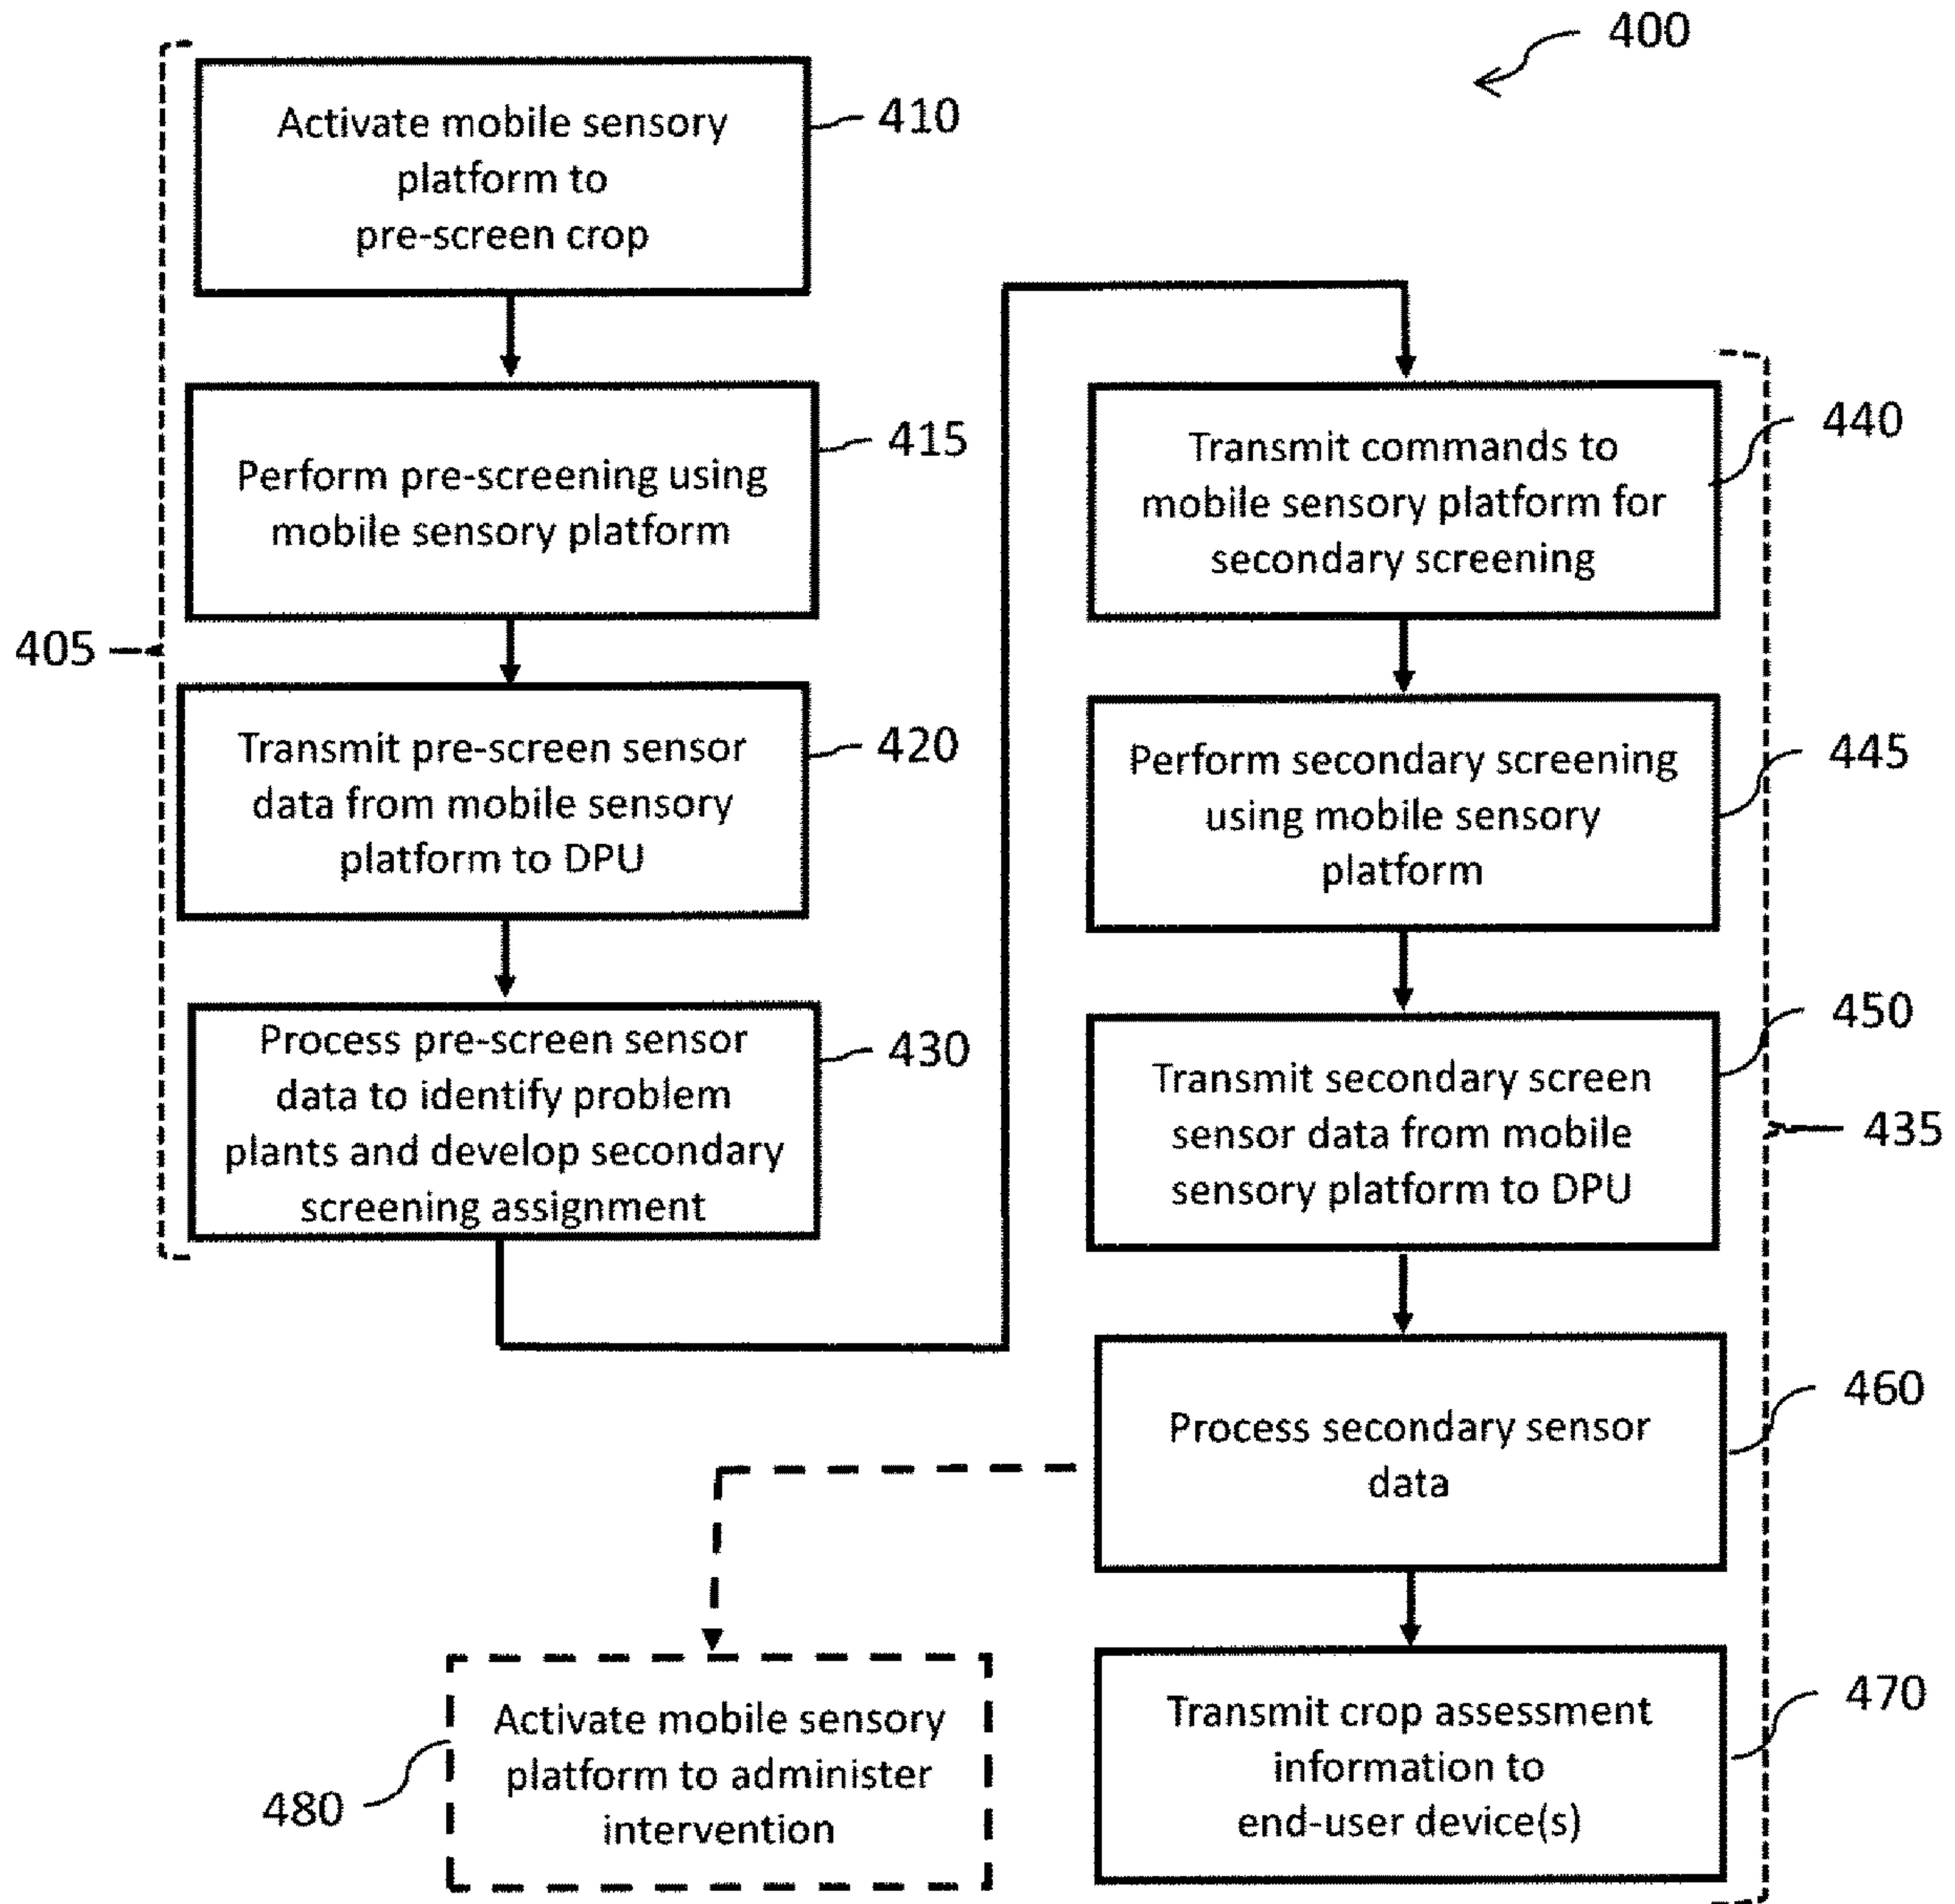 400
Activate mobile sensory
platform to
pre-screen crop
410
Perform pre-screening using
mobile sensory platform
415
405
Transmit pre-screen sensor
data from mobile sensory
platform to DPU
420
Process pre-screen sensor
data to identify problem
plants and develop secondary
screening assignment
430
Transmit commands to
mobile sensory platform for
secondary screening
440
Perform secondary screening
using mobile sensory
platform
445
Transmit secondary screen
sensor data from mobile
sensory platform to DPU
450
435
Process secondary sensor
data
460
Transmit crop assessment
information to
end-user device(s)
470
Activate mobile sensory
platform to administer
intervention
480